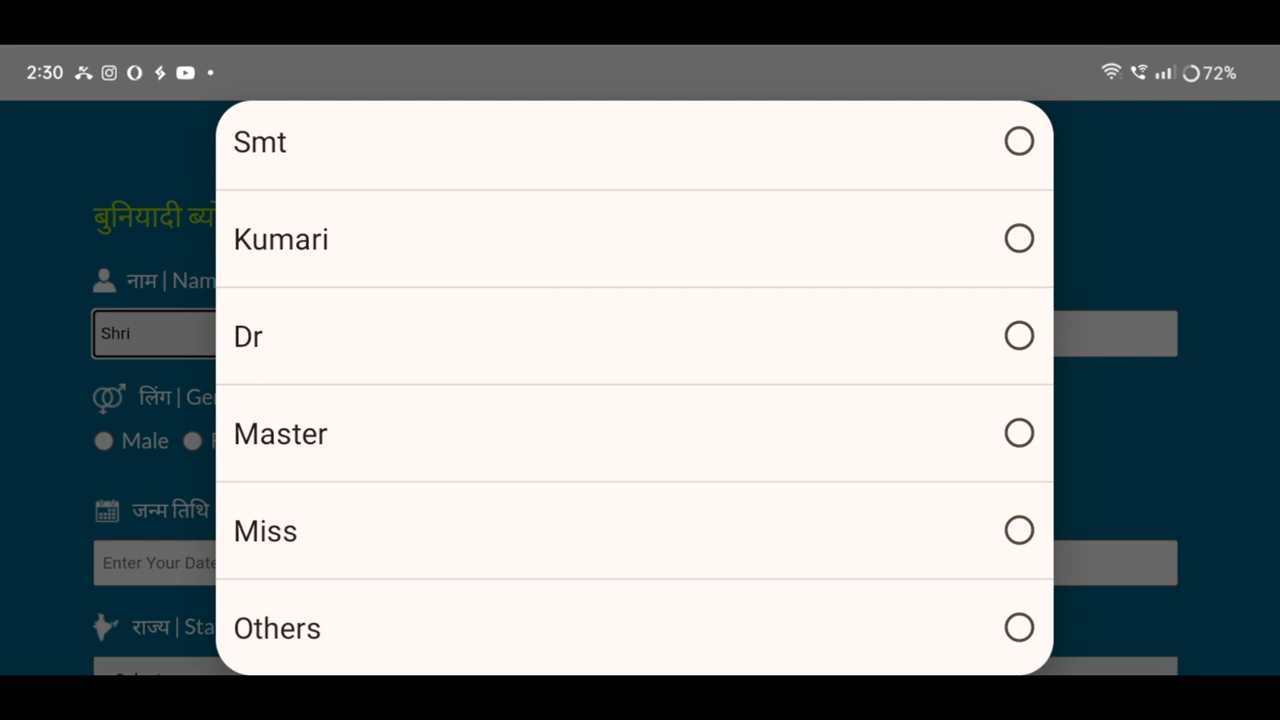 2:30 72%
Smt
Kumari
Dr
Master
Miss
Others
बुनियादी
नाम | Nam
Shri
लिंग | Ge
Male
जन्म तिथि
Enter Your Date
राज्य | Sta